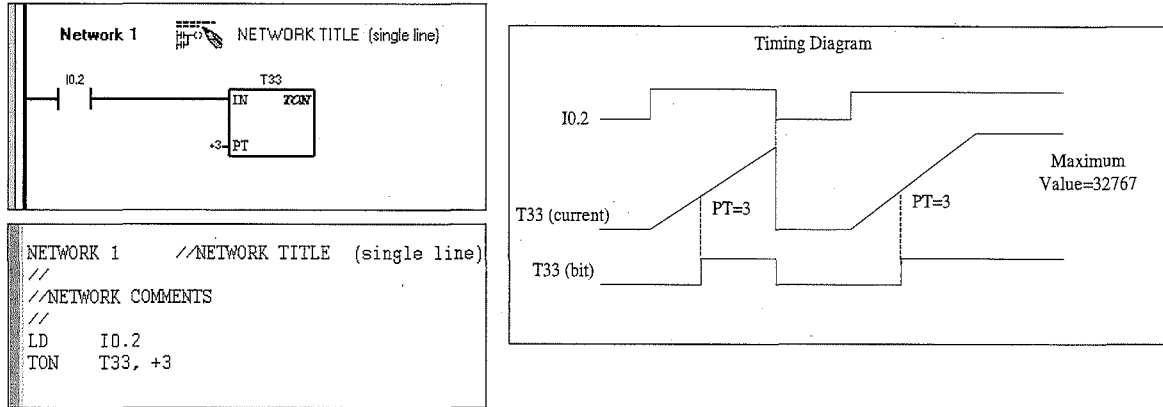 Network 1 NETWORK TITLE (single line)
I0.2 T33
IN TON
+3 PT
NETWORK 1 //NETWORK TITLE (single line)
//
//NETWORK COMMENTS
//
LD I0.2
TON T33, +3
Timing Diagram
I0.2
Maximum
Value=32767
T33 (current)
PT=3
PT=3
T33 (bit)